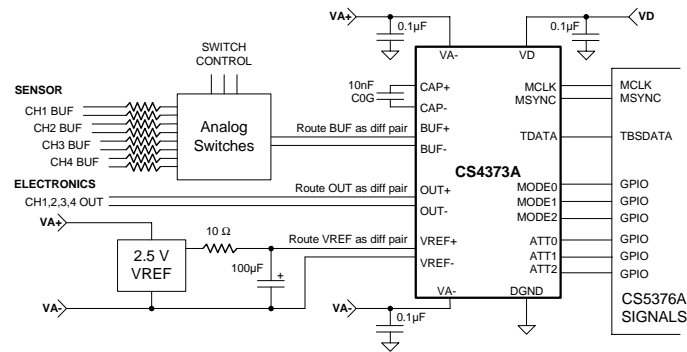 VA+
0.1µF
0.1µF
VD
SWITCH
CONTROL
VA-
VD
SENSOR
CH1 BUF
CH2 BUF
CH3 BUF
CH4 BUF
Analog
Switches
10nF
C0G
CAP+
CAP-
Route BUF as diff pair
BUF+
BUF-
MCLK
MSYNC
MCLK
MSYNC
TDATA
TBSDATA
CS4373A
ELECTRONICS
CH1,2,3,4 OUT
Route OUT as diff pair
OUT+
OUT-
MODE0
MODE1
MODE2
GPIO
GPIO
GPIO
VA+
10 Ω
Route VREF as diff pair
VREF+
VREF-
2.5 V
VREF
100µF
+
ATT0
ATT1
ATT2
GPIO
GPIO
GPIO
VA-
VA-
0.1µF
VA-
DGND
CS5376A
SIGNALS